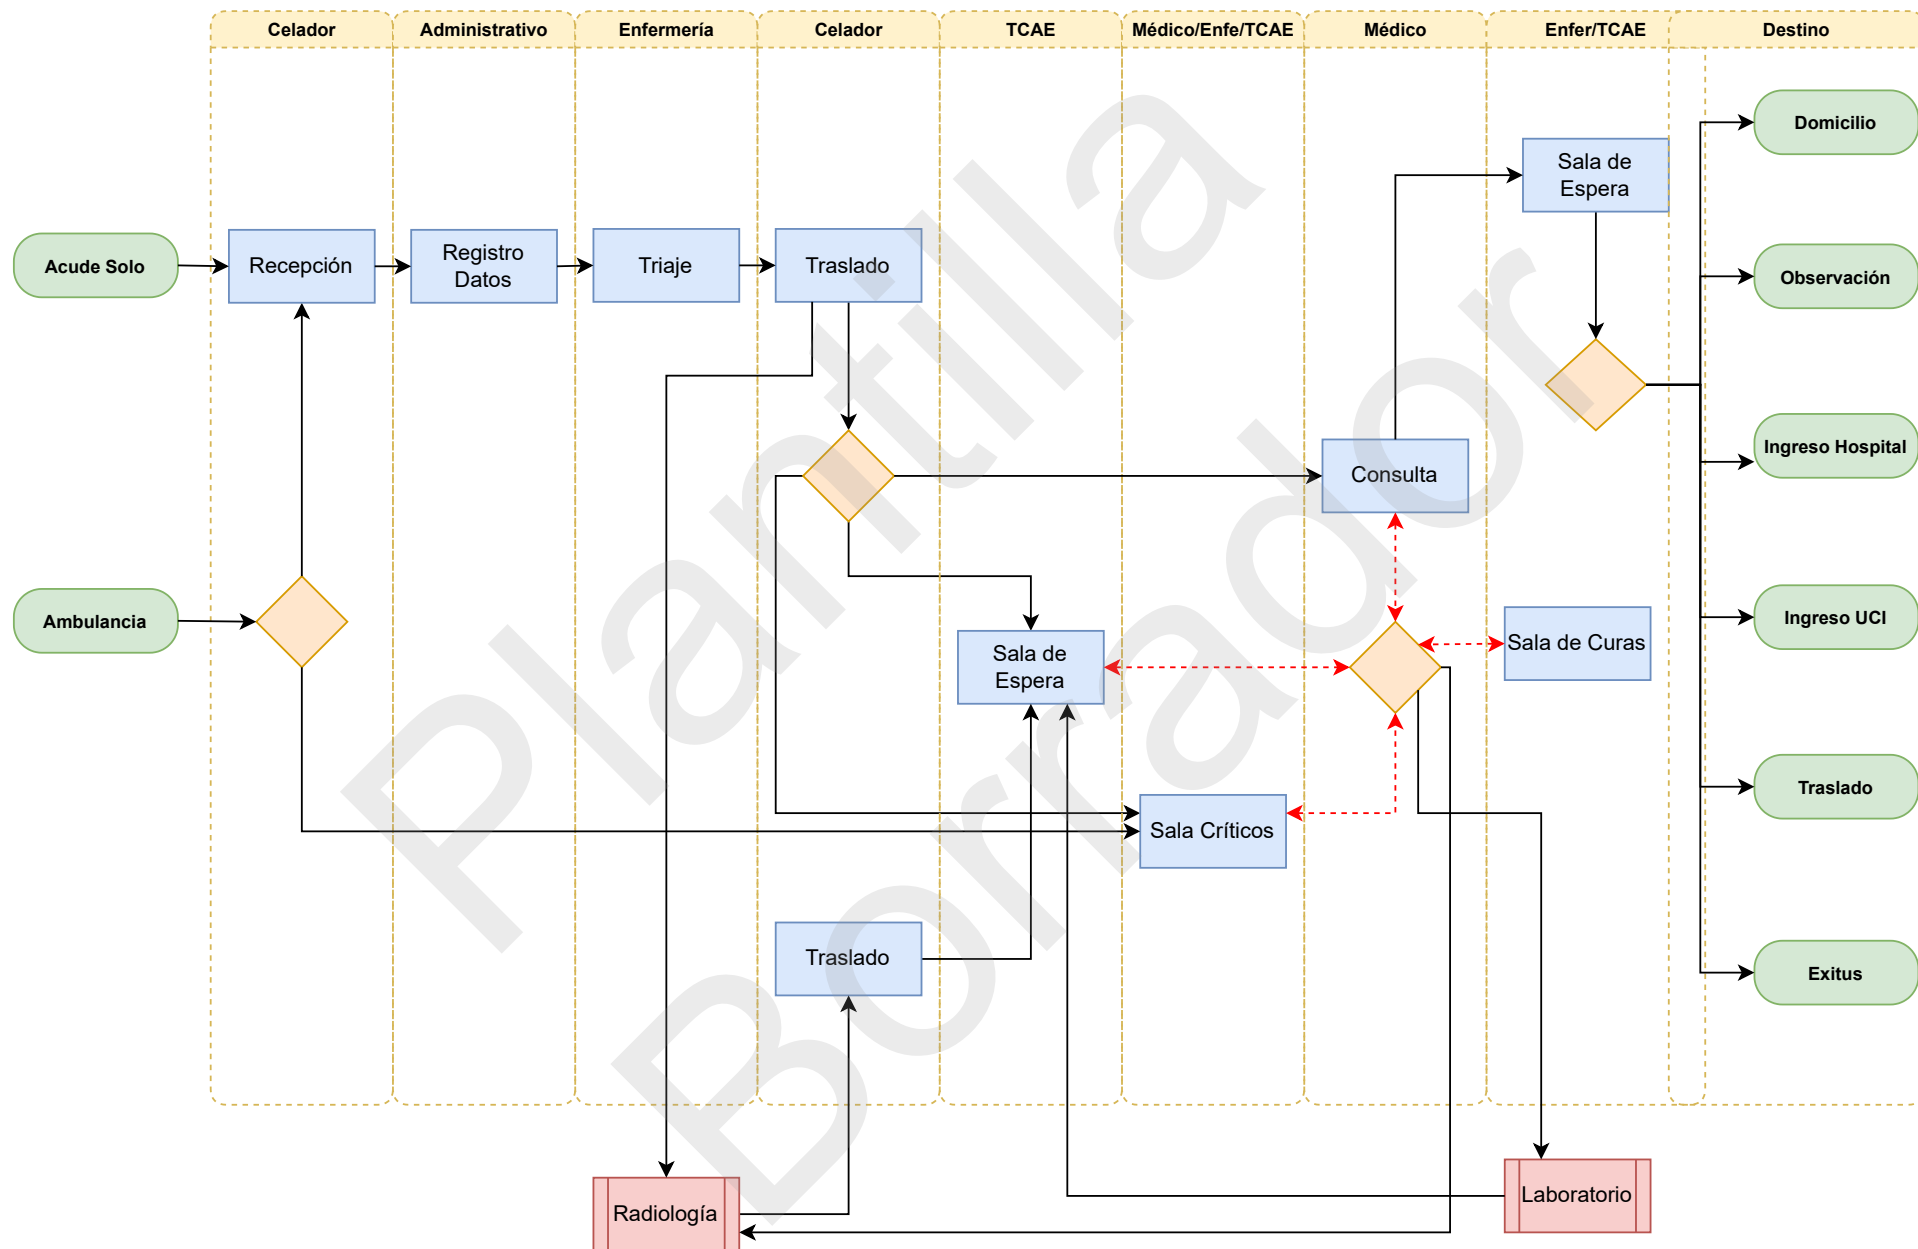 Celador
Administrativo
Enfermería
Celador
TCAE
Médico/Enfe/TCAE
Médico
Enfer/TCAE
Destino
Domicilio
Sala de
Espera
Acude Solo
Recepción
Registro
Datos
Triaje
Traslado
Observación
Consulta
Ingreso Hospital
Ambulancia
Sala de
Espera
Sala de Curas
Ingreso UCI
Traslado
Sala Críticos
Traslado
Exitus
Radiología
Laboratorio
Plantilla
Borrador